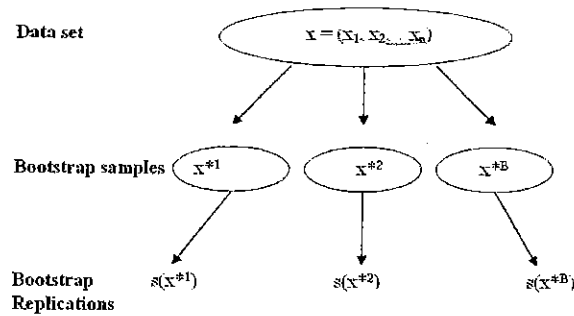 Data set
x = (x₁, x₂, ... xₙ)
Bootstrap samples
x*1
x*2
x*B
Bootstrap
Replications
s(x*1)
s(x*2)
s(x*B)